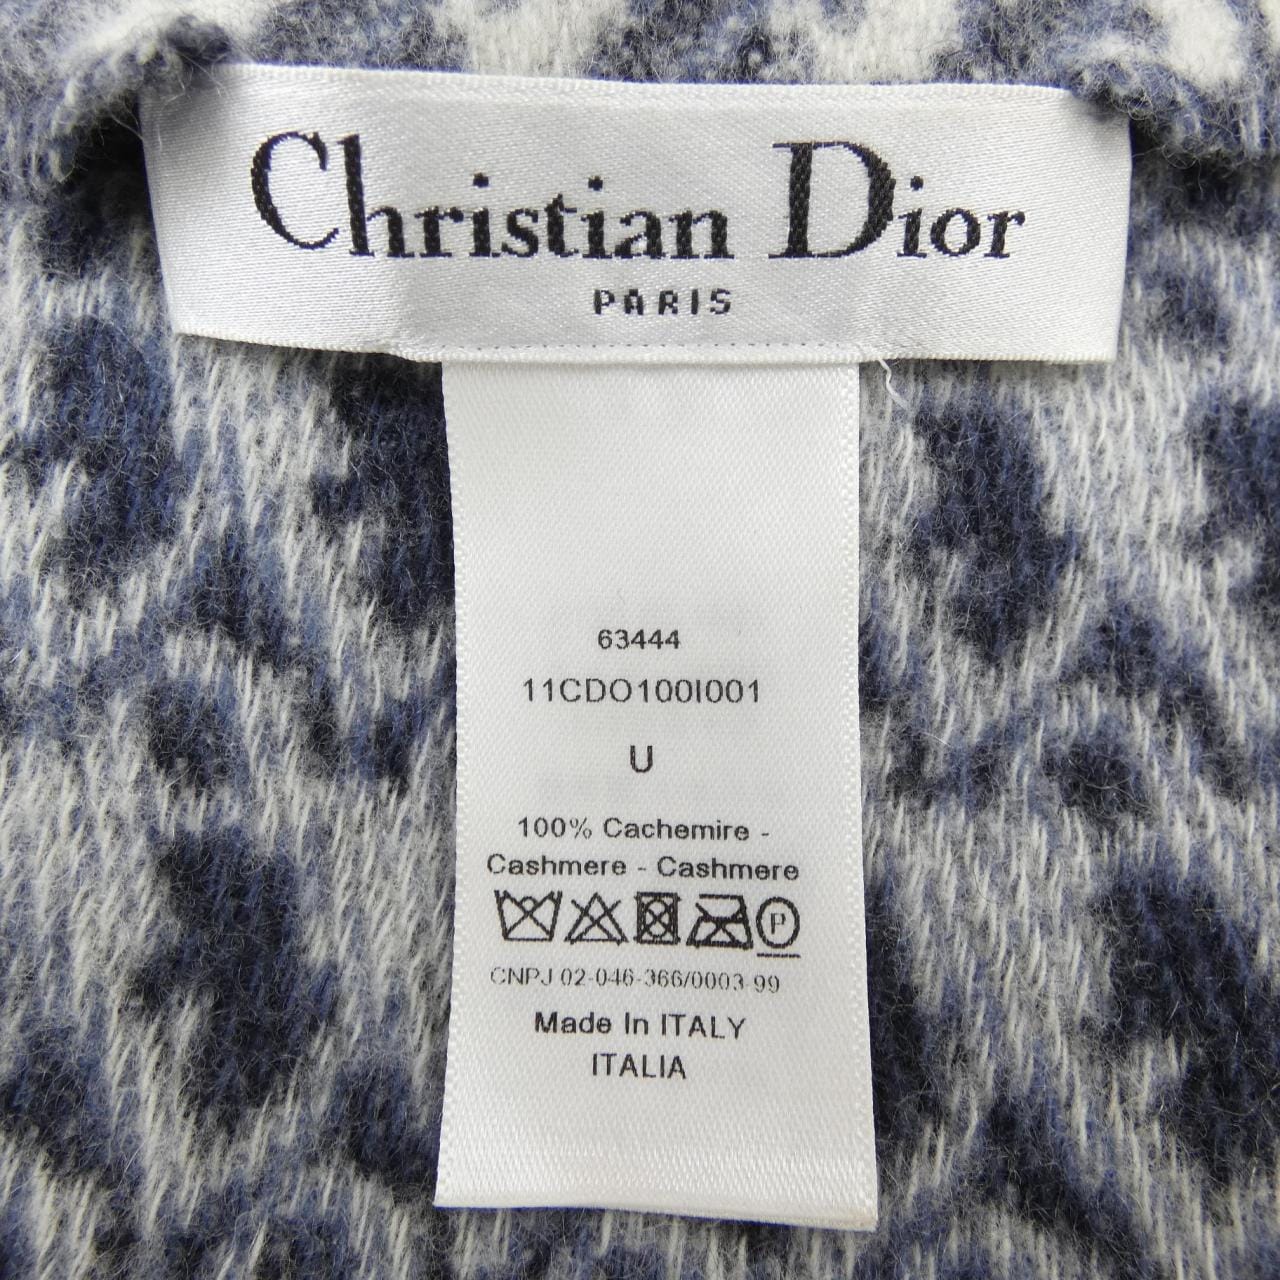 Christian Dior
PARIS
63444
11CDO100I001
U
100% Cachemire -
Cashmere - Cashmere
P
CNPJ 02-046-366/0003-99
Made In ITALY
ITALIA